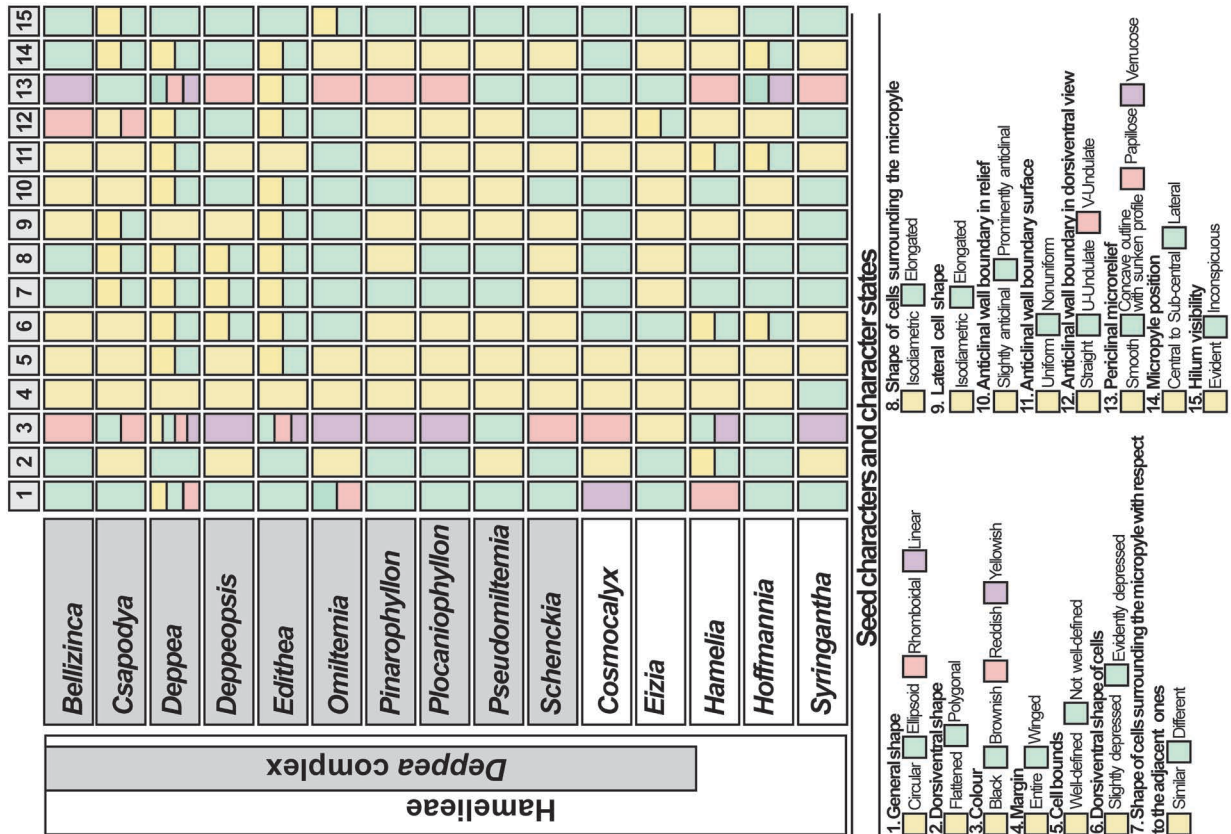 1 2 3 4 5 6 7 8 9 10 11 12 13 14 15
Hamelieae
Deppea complex
Bellizinca
Csapodya
Deppea
Deppeopsis
Edithea
Omiltemia
Pinarophyllon
Plocaniophyllon
Pseudomiltemia
Schenckia
Cosmocalyx
Eizia
Hamelia
Hoffmannia
Syringantha
Seed characters and character states
1. General shape
Circular Ellipsoid Rhomboidal Linear
2. Dorsiventral shape
Flattened Polygonal
3. Colour
Black Brownish Reddish Yellowish
4. Margin
Entire Winged
5. Cell bounds
Well-defined Not well-defined
6. Dorsiventral shape of cells
Slightly depressed Evidently depressed
7. Shape of cells surrounding the micropyle with respect
to the adjacent ones
Similar Different
8. Shape of cells surrounding the micropyle
Isodiametric Elongated
9. Lateral cell shape
Isodiametric Elongated
10. Anticlinal wall boundary in relief
Slightly anticlinal Prominently anticlinal
11. Anticlinal wall boundary surface
Uniform Nonuniform
12. Anticlinal wall boundary in dorsiventral view
Straight U-Undulate V-Undulate
13. Periclinal microrelief
Smooth Concave outline with sunken profile Papillose Verrucose
14. Micropyle position
Central to Sub-central Lateral
15. Hilum visibility
Evident Inconspicuous